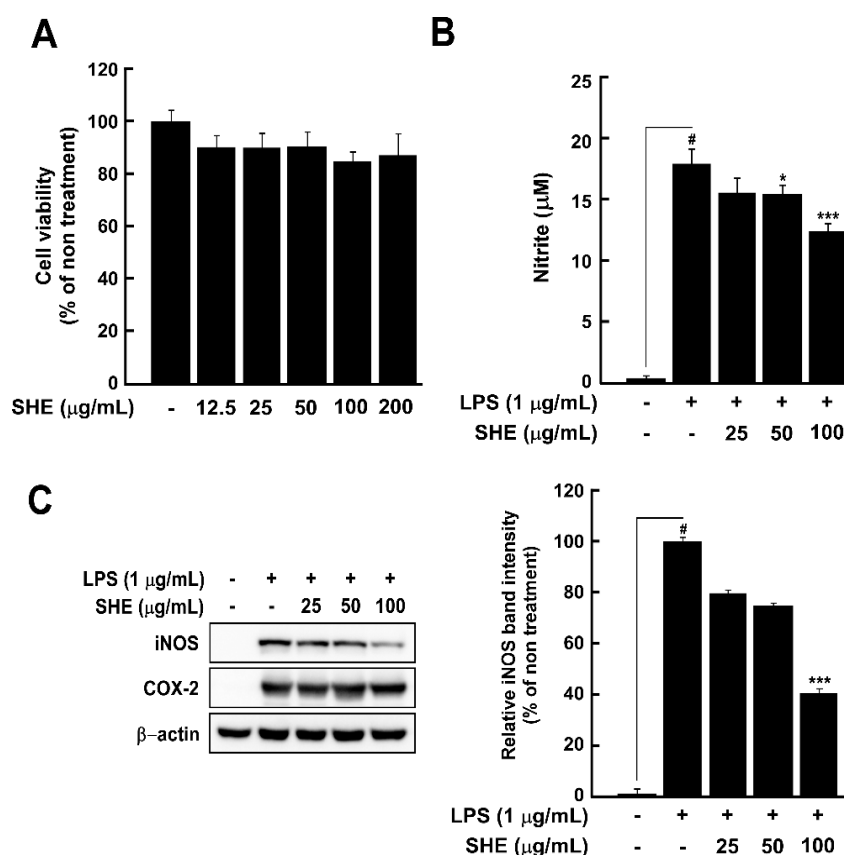 A
120
100
80
60
40
20
0
Cell viability
(% of non treatment)
SHE (μg/mL) - 12.5 25 50 100 200
B
25
20
15
10
5
0
Nitrite (μM)
#
*
***
LPS (1 μg/mL) - + + + +
SHE (μg/mL) - - 25 50 100
C
LPS (1 μg/mL) - + + + +
SHE (μg/mL) - - 25 50 100
iNOS
COX-2
β-actin
120
100
80
60
40
20
0
Relative iNOS band intensity
(% of non treatment)
#
***
LPS (1 μg/mL) - + + + +
SHE (μg/mL) - - 25 50 100